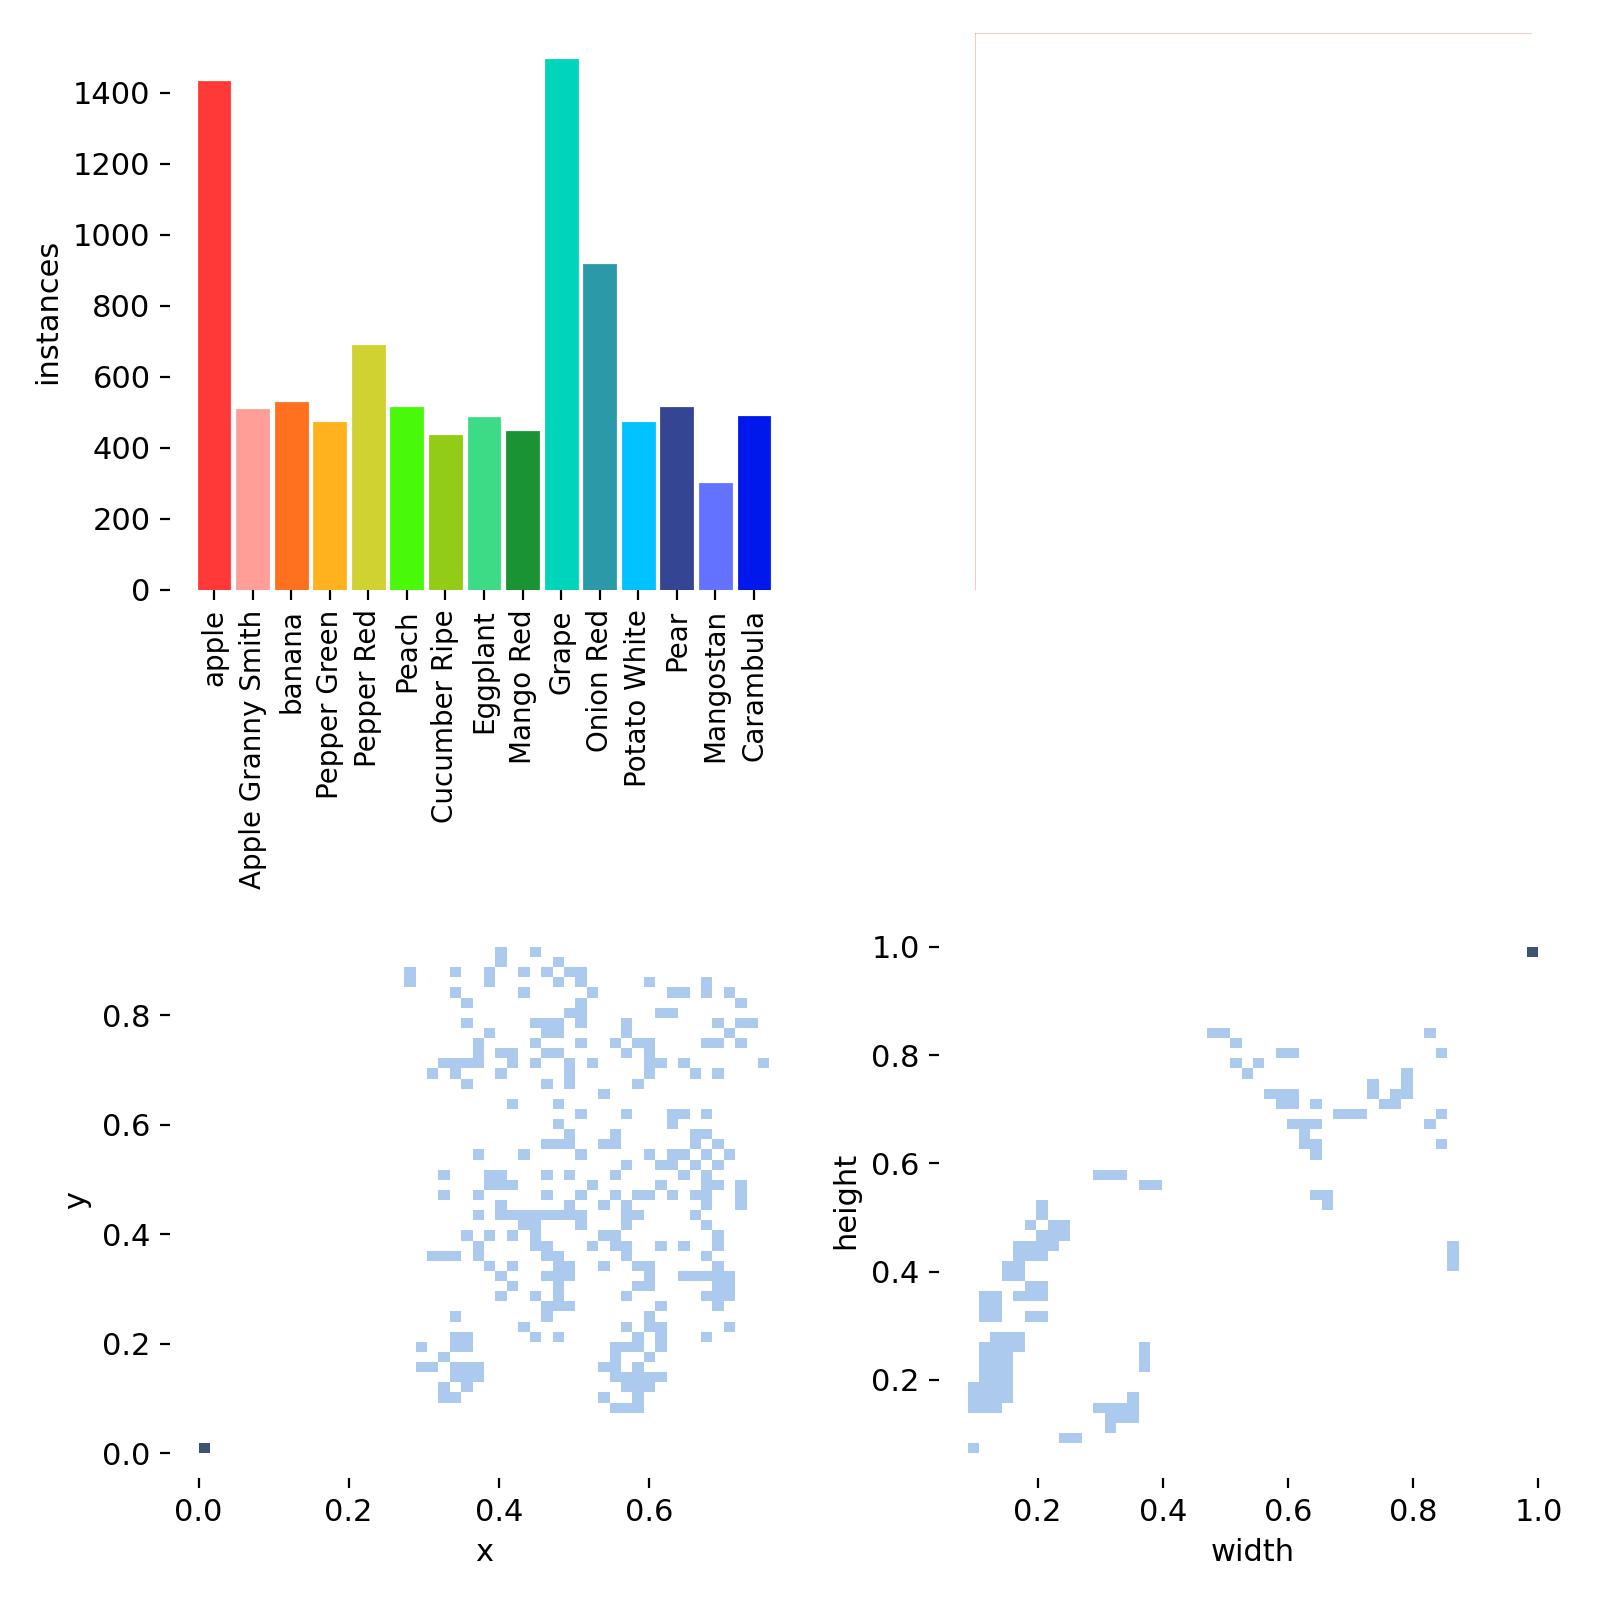 instances
1400
1200
1000
800
600
400
200
0
apple
Apple Granny Smith
banana
Pepper Green
Pepper Red
Peach
Cucumber Ripe
Eggplant
Mango Red
Grape
Onion Red
Potato White
Pear
Mangostan
Carambula
y
0.8
0.6
0.4
0.2
0.0
0.0 0.2 0.4 0.6
x
height
1.0
0.8
0.6
0.4
0.2
0.2 0.4 0.6 0.8 1.0
width